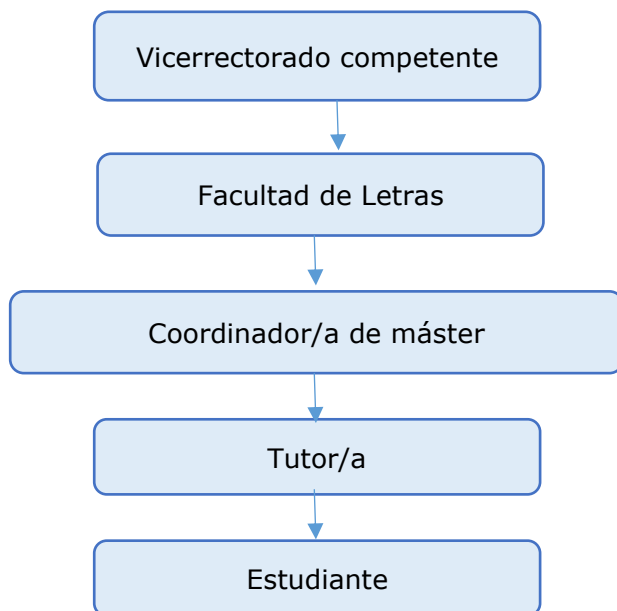 Vicerrectorado competente
Facultad de Letras
Coordinador/a de máster
Tutor/a
Estudiante